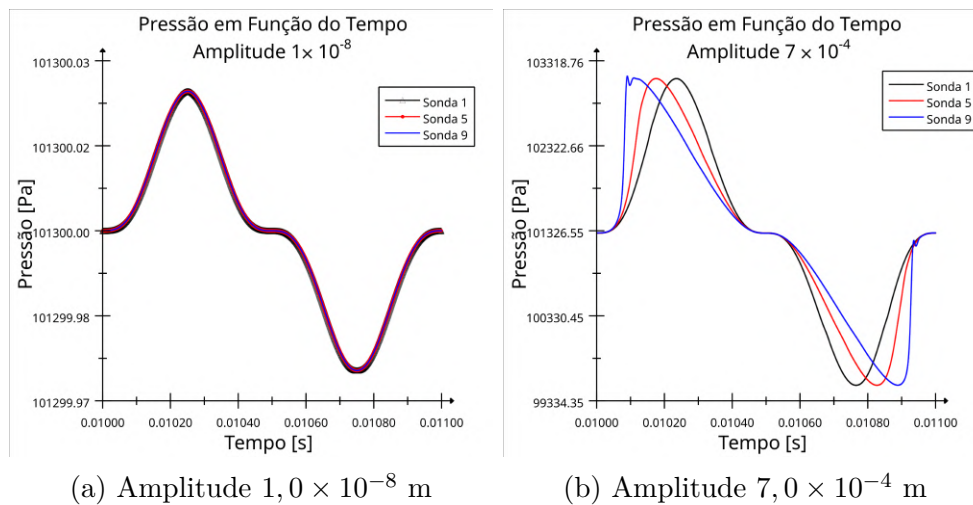 Pressão em Função do Tempo
Amplitude 1× 10⁻⁸
101300.03
101300.02
101300.00
101299.98
101299.97
Pressão [Pa]
Sonda 1
Sonda 5
Sonda 9
0.01000 0.01020 0.01040 0.01060 0.01080 0.01100
Tempo [s]
(a) Amplitude 1, 0 × 10⁻⁸ m
Pressão em Função do Tempo
Amplitude 7 × 10⁻⁴
103318.76
102322.66
101326.55
100330.45
99334.35
Pressão [Pa]
Sonda 1
Sonda 5
Sonda 9
0.01000 0.01020 0.01040 0.01060 0.01080 0.01100
Tempo [s]
(b) Amplitude 7, 0 × 10⁻⁴ m